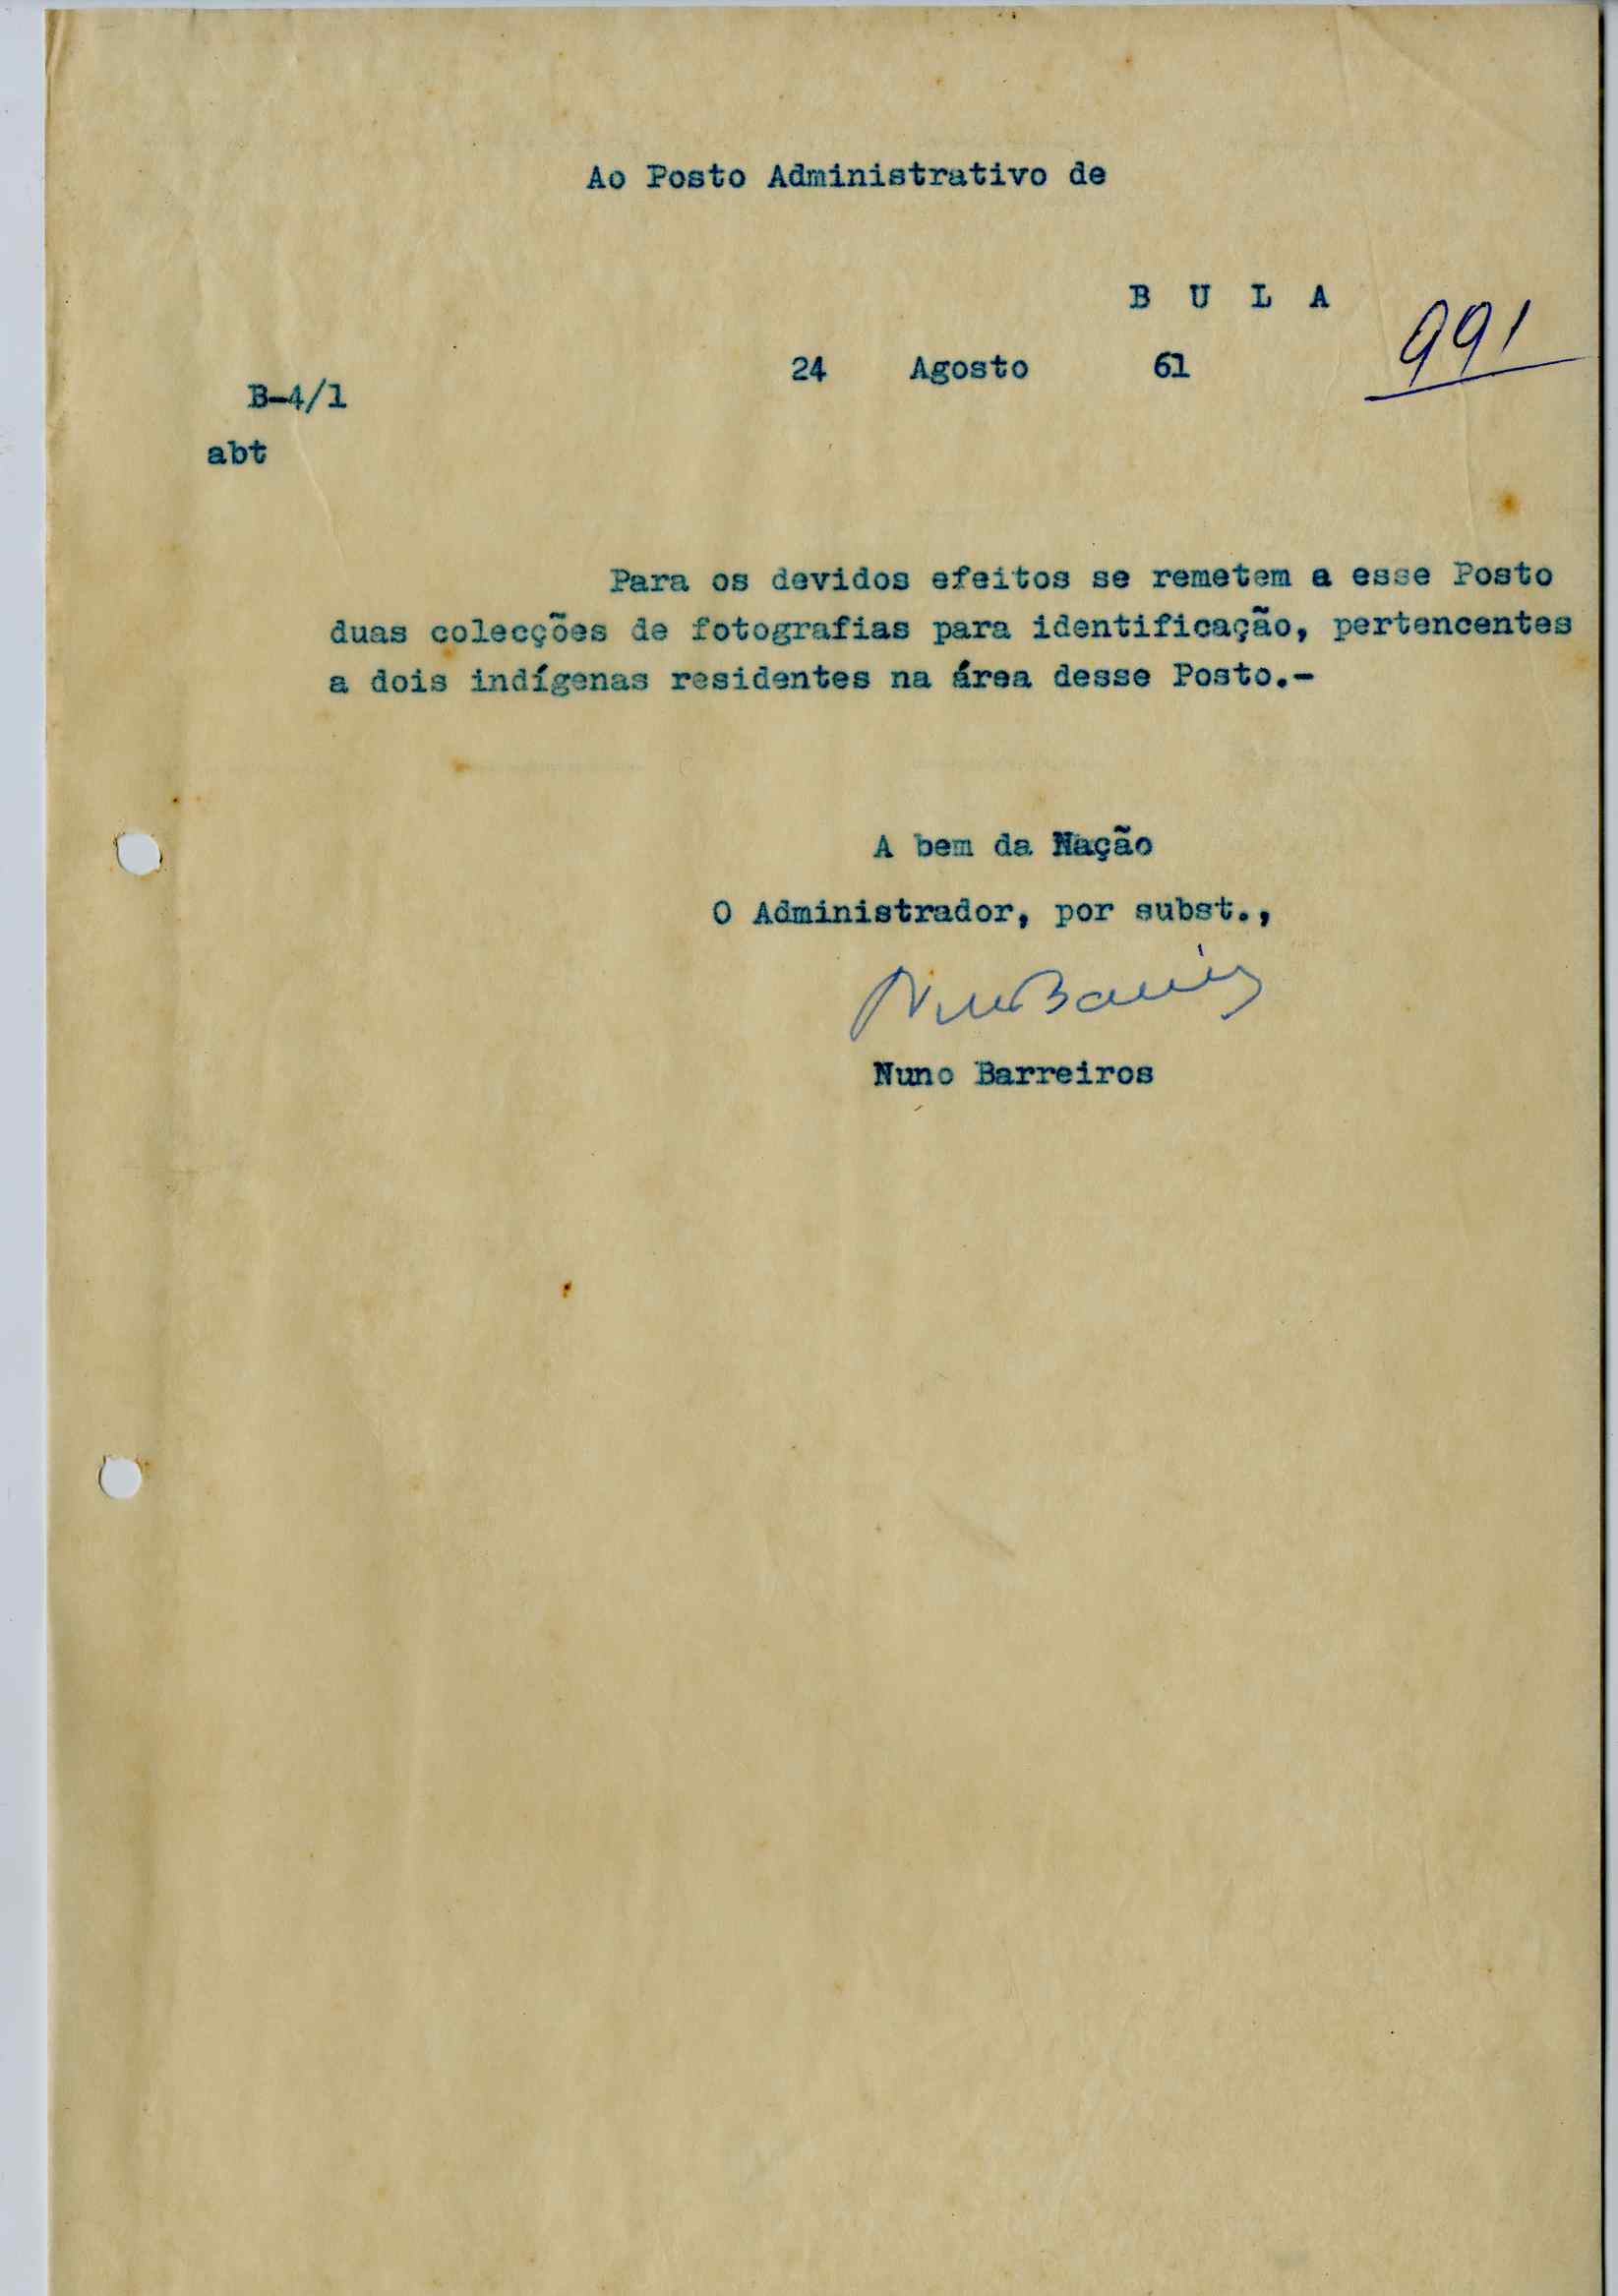 Ao Posto Administrativo de
B U L A
991
24 Agosto 61
B-4/1
abt
Para os devidos efeitos se remetem a esse Posto
duas colecções de fotografias para identificação, pertencentes
a dois indígenas residentes na área desse Posto.-
A bem da Nação
O Administrador, por subst.,
Nuno Barreiros
Nuno Barreiros